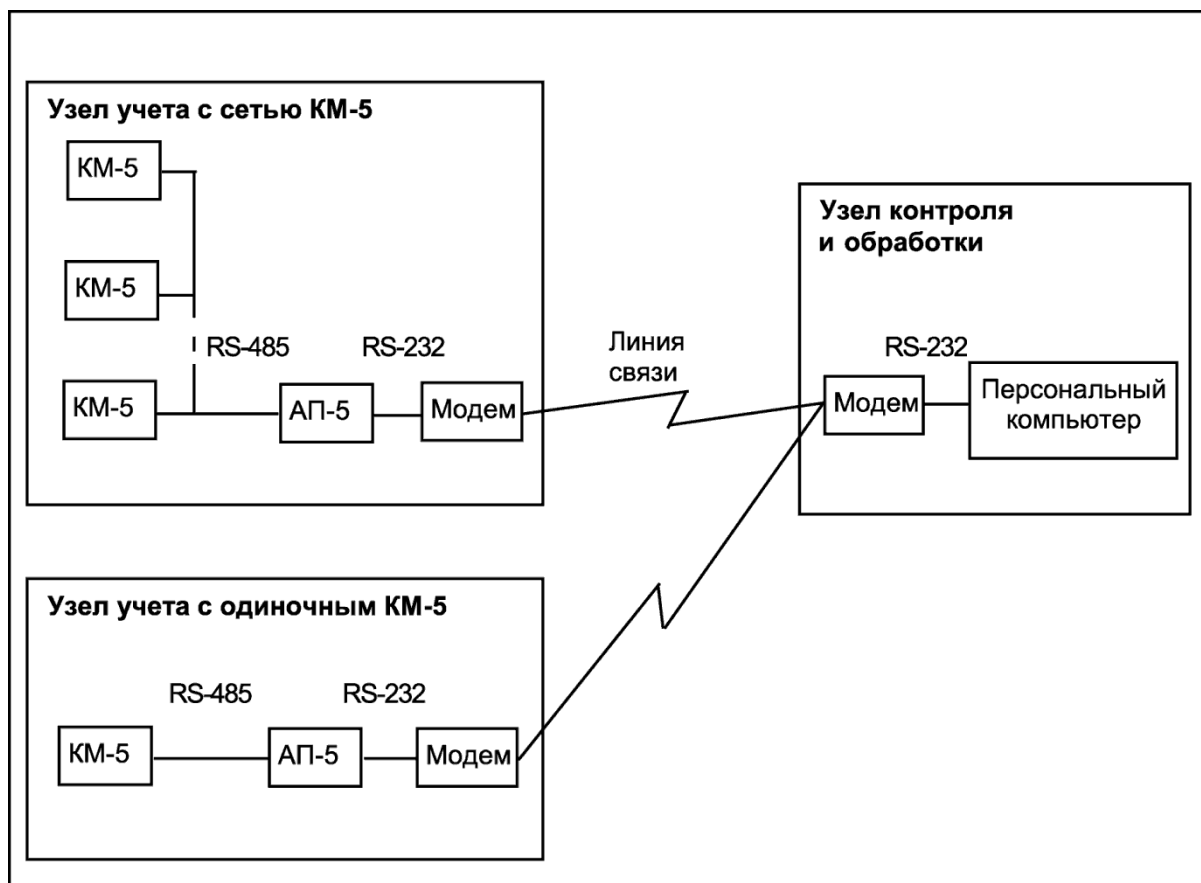 Узел учета с сетью КМ-5
КМ-5
КМ-5
RS-485
RS-232
КМ-5
АП-5
Модем
Линия
связи
Узел контроля
и обработки
RS-232
Модем
Персональный
компьютер
Узел учета с одиночным КМ-5
RS-485
RS-232
КМ-5
АП-5
Модем